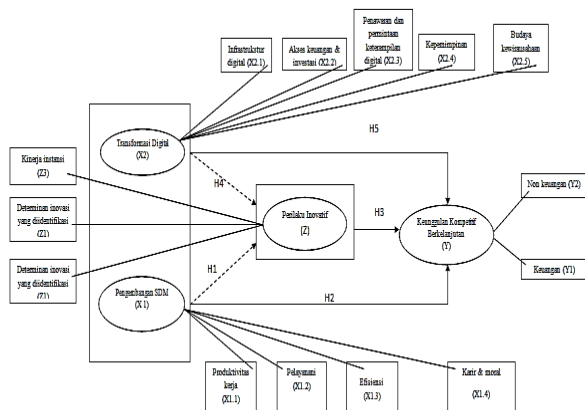 Infrastruktur
digital (X2.1)
Akses keuangan &
investasi (X2.2)
Penawaran dan
permintaan
keterampilan
digital (X2.3)
Kepemimpinan
(X2.4)
Budaya
kewirausahaan
(X2.5)
Transformasi Digital
(X2)
H5
Kinerja instansi
(Z3)
H4
Non keuangan (Y2)
Determinan inovasi
yang diidentifikasi
(Z1)
Perilaku Inovatif
(Z)
H3
Keunggulan Kompetitif
Berkelanjutan
(Y)
Determinan inovasi
yang diidentifikasi
(Z1)
H1
Keuangan (Y1)
Pengembangan SDM
(X1)
H2
Produktivitas
kerja
(X1.1)
Pelayanani
(X1.2)
Efisiensi
(X1.3)
Karir & moral
(X1.4)